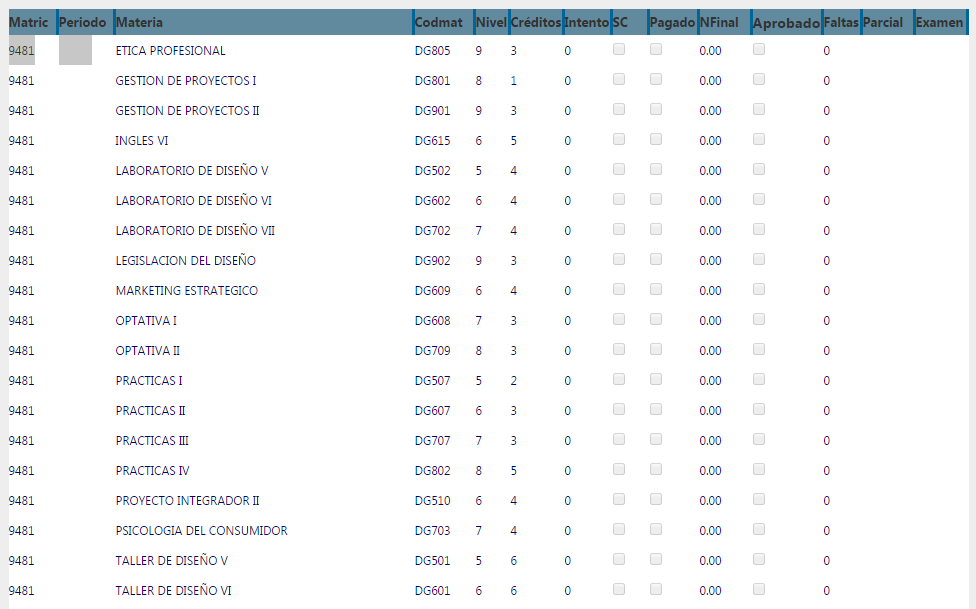 Matric Periodo Materia Codmat Nivel Créditos Intento SC Pagado NFinal Aprobado Faltas Parcial Examen
9481 ETICA PROFESIONAL DG805 9 3 0 0.00 0
9481 GESTION DE PROYECTOS I DG801 8 1 0 0.00 0
9481 GESTION DE PROYECTOS II DG901 9 3 0 0.00 0
9481 INGLES VI DG615 6 5 0 0.00 0
9481 LABORATORIO DE DISEÑO V DG502 5 4 0 0.00 0
9481 LABORATORIO DE DISEÑO VI DG602 6 4 0 0.00 0
9481 LABORATORIO DE DISEÑO VII DG702 7 4 0 0.00 0
9481 LEGISLACION DEL DISEÑO DG902 9 3 0 0.00 0
9481 MARKETING ESTRATEGICO DG609 6 4 0 0.00 0
9481 OPTATIVA I DG608 7 3 0 0.00 0
9481 OPTATIVA II DG709 8 3 0 0.00 0
9481 PRACTICAS I DG507 5 2 0 0.00 0
9481 PRACTICAS II DG607 6 3 0 0.00 0
9481 PRACTICAS III DG707 7 3 0 0.00 0
9481 PRACTICAS IV DG802 8 5 0 0.00 0
9481 PROYECTO INTEGRADOR II DG510 6 4 0 0.00 0
9481 PSICOLOGIA DEL CONSUMIDOR DG703 7 4 0 0.00 0
9481 TALLER DE DISEÑO V DG501 5 6 0 0.00 0
9481 TALLER DE DISEÑO VI DG601 6 6 0 0.00 0